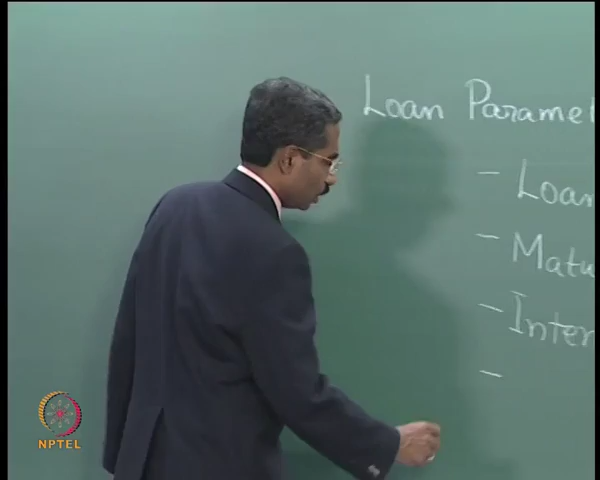 Loan Paramet
- Loan
- Matu
- Inter
-
NPTEL